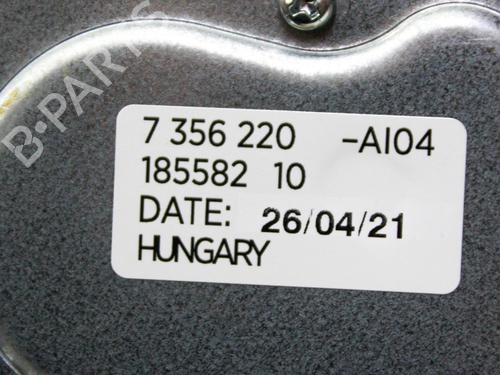 B-PARTS
7 356 220 -AI04
185582 10
DATE: 26/04/21
HUNGARY